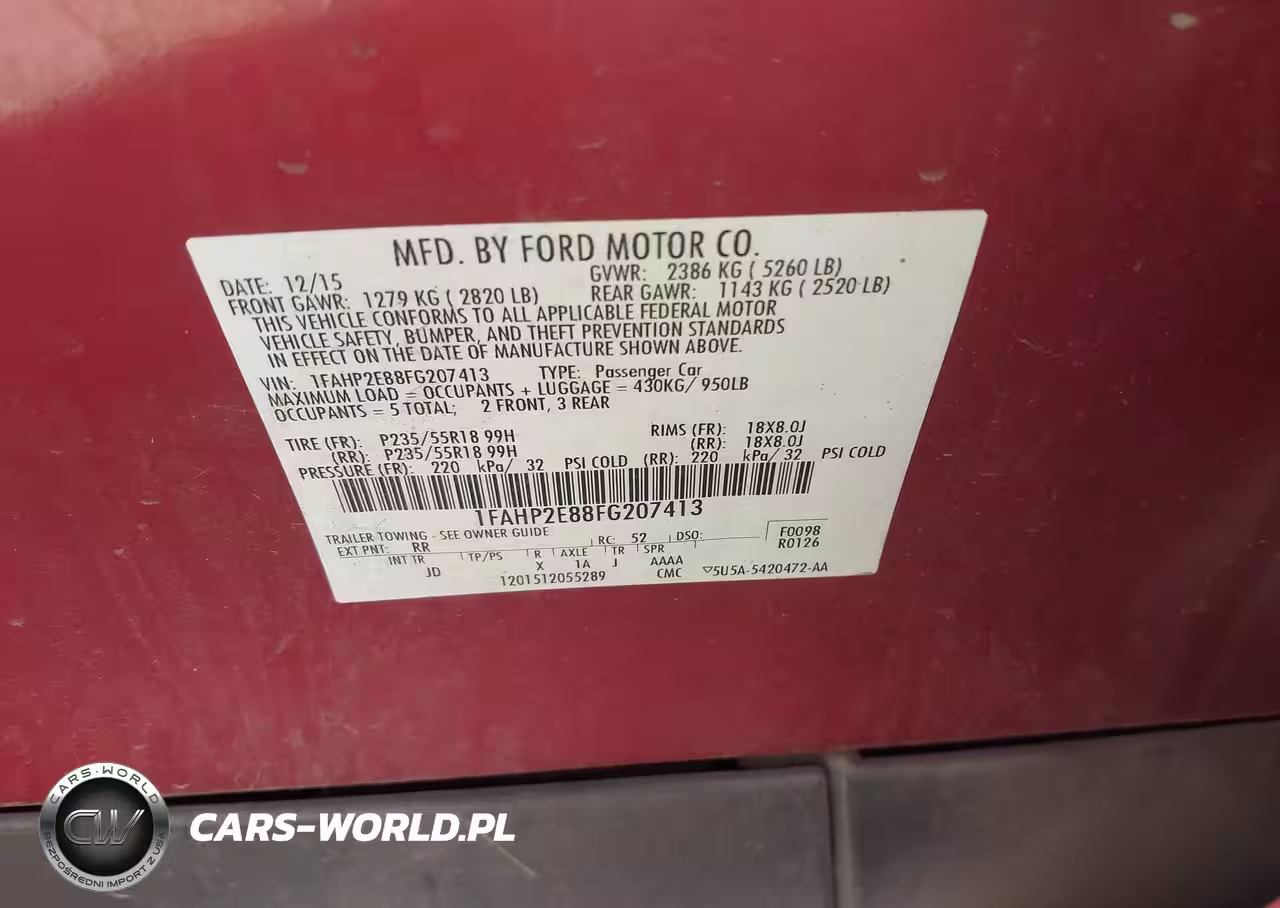 MFD. BY FORD MOTOR CO.
DATE: 12/15 GVWR: 2386 KG ( 5260 LB)
FRONT GAWR: 1279 KG ( 2820 LB) REAR GAWR: 1143 KG ( 2520 LB)
THIS VEHICLE CONFORMS TO ALL APPLICABLE FEDERAL MOTOR
VEHICLE SAFETY, BUMPER, AND THEFT PREVENTION STANDARDS
IN EFFECT ON THE DATE OF MANUFACTURE SHOWN ABOVE.
VIN: 1FAHP2E88FG207413 TYPE: Passenger Car
MAXIMUM LOAD = OCCUPANTS + LUGGAGE = 430KG/ 950LB
OCCUPANTS = 5 TOTAL; 2 FRONT, 3 REAR
TIRE (FR): P235/55R18 99H RIMS (FR): 18X8.0J
(RR): P235/55R18 99H (RR): 18X8.0J
PRESSURE (FR): 220 kPa/ 32 PSI COLD (RR): 220 kPa/ 32 PSI COLD
1FAHP2E88FG207413
TRAILER TOWING - SEE OWNER GUIDE
EXT PNT: RR RC: 52 DSO: F0098
R0126
INT TR TP/PS R AXLE TR SPR
JD X 1A J AAAA
1201512055289 CMC ▽5U5A-5420472-AA
CARS-WORLD
CW
BEZPOŚREDNI IMPORT Z USA
CARS-WORLD.PL